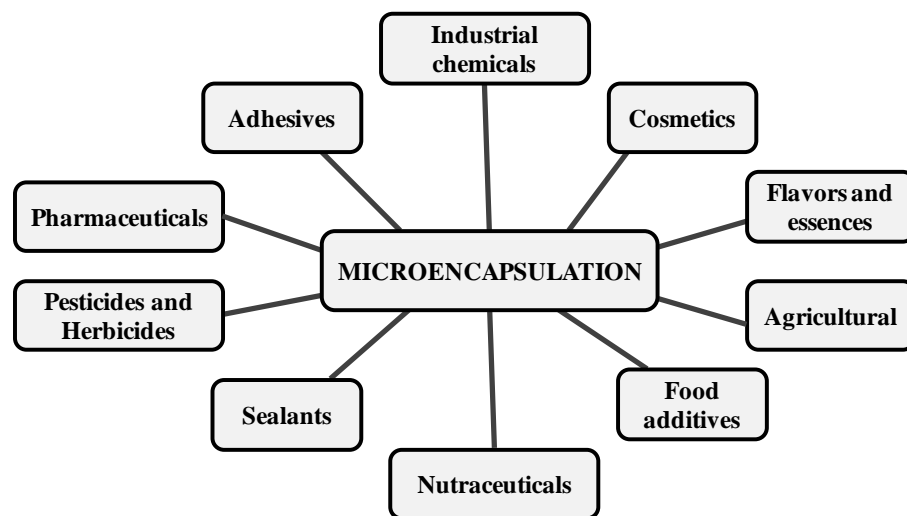 Industrial
chemicals
Adhesives
Cosmetics
Pharmaceuticals
Flavors and
essences
MICROENCAPSULATION
Pesticides and
Herbicides
Agricultural
Sealants
Food
additives
Nutraceuticals